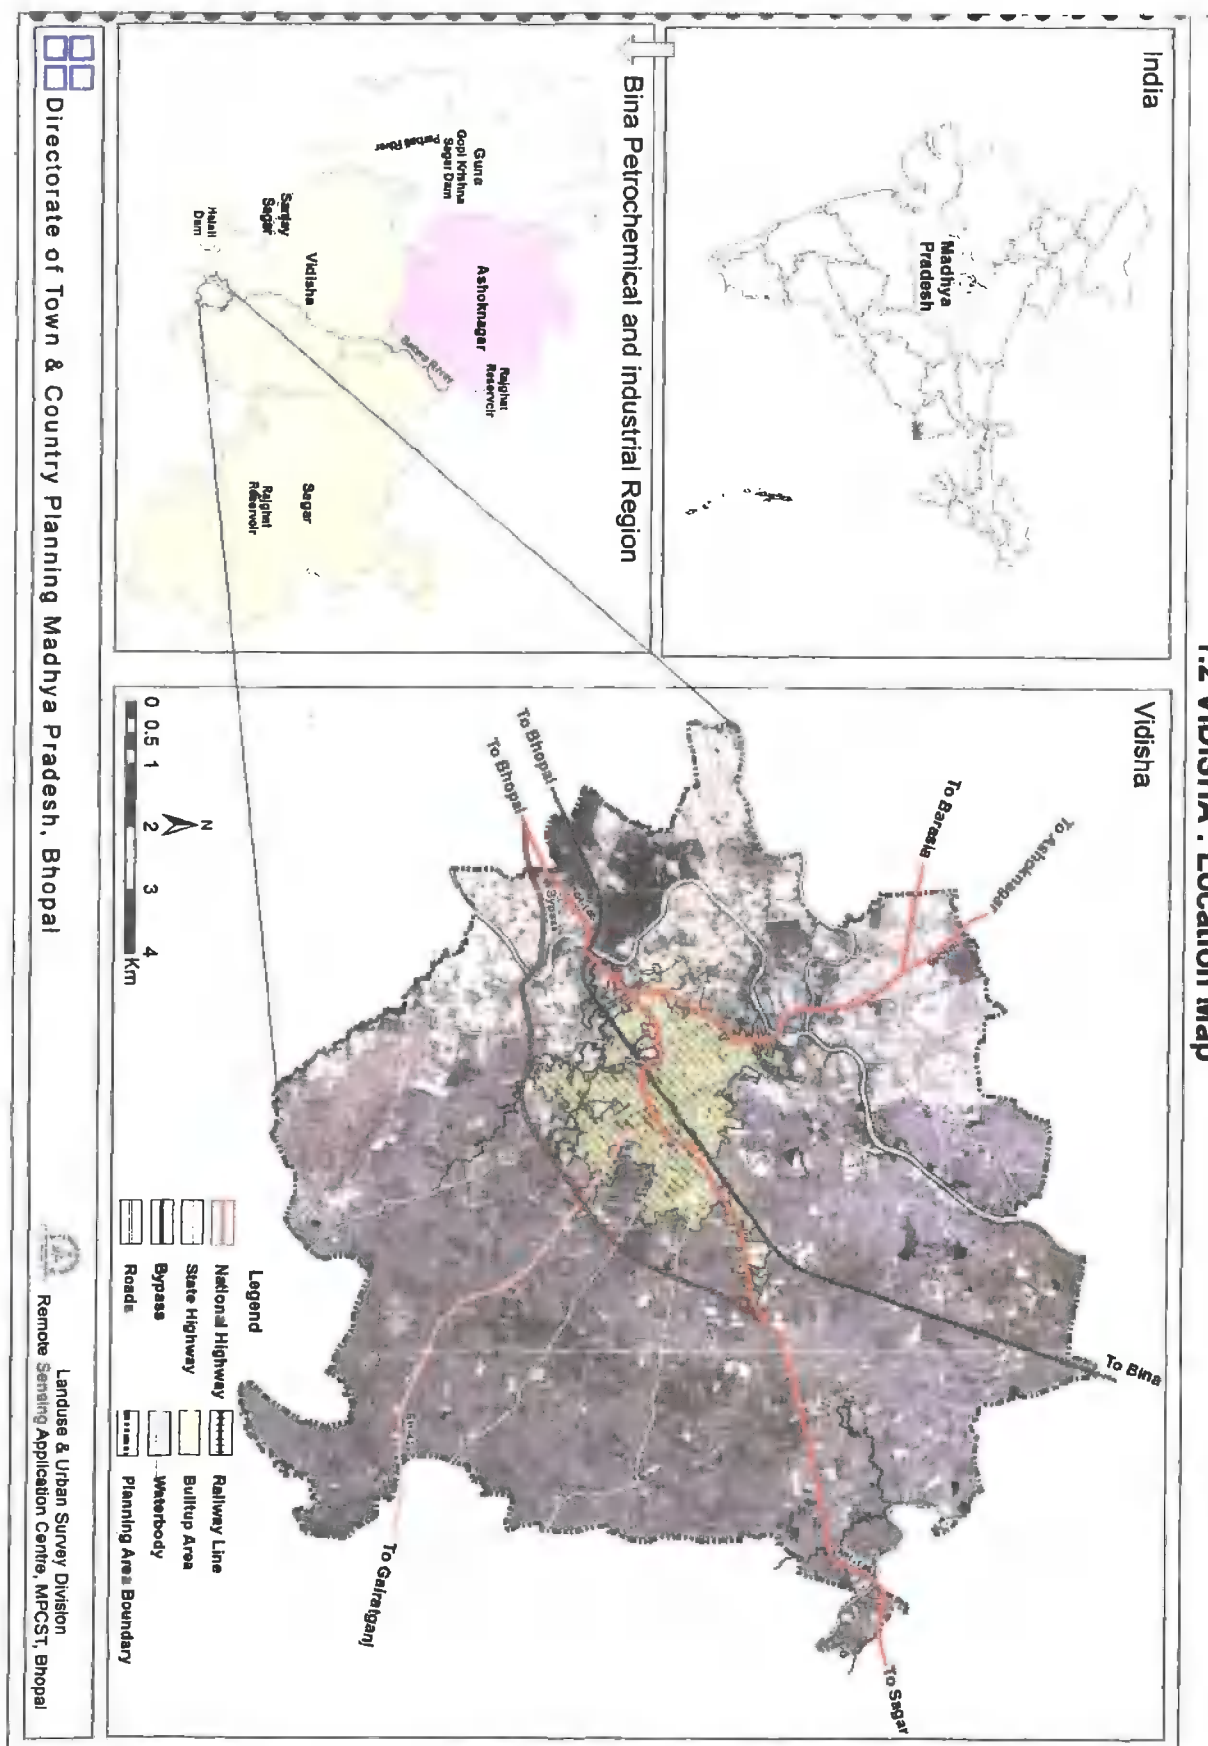 1.2 VIDISHA : Location Map
India
Madhya
Pradesh
Bina Petrochemical and industrial Region
Guna
Gopi Krishna
Sagar Dam
Parbati River
Ashoknagar
Rajghat
Reservoir
Sanjay
Sagar
Vidisha
Betwa River
Halali
Dam
Sagar
Rajghat
Reservoir
Vidisha
To Ashoknagar
To Barasia
To Bhopal
To Bhopal
Bypass
To Bina
To Sagar
To Gairatganj
N
0 0.5 1 2 3 4
Km
Legend
National Highway
State Highway
Bypass
Roads
Railway Line
Builtup Area
Waterbody
Planning Area Boundary
Directorate of Town & Country Planning Madhya Pradesh, Bhopal
Landuse & Urban Survey Division
Remote Sensing Application Centre, MPCST, Bhopal